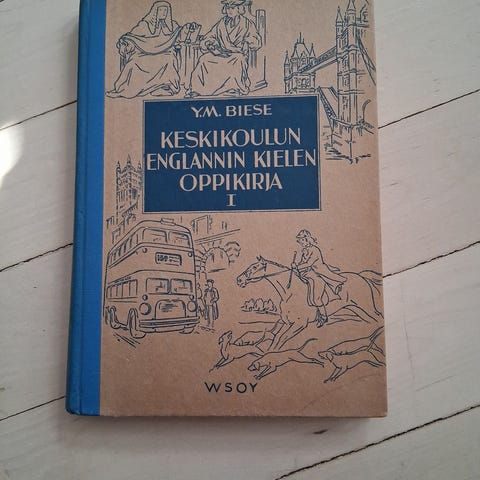 Y.M. BIESE
KESKIKOULUN
ENGLANNIN KIELEN
OPPIKIRJA
I
WSOY